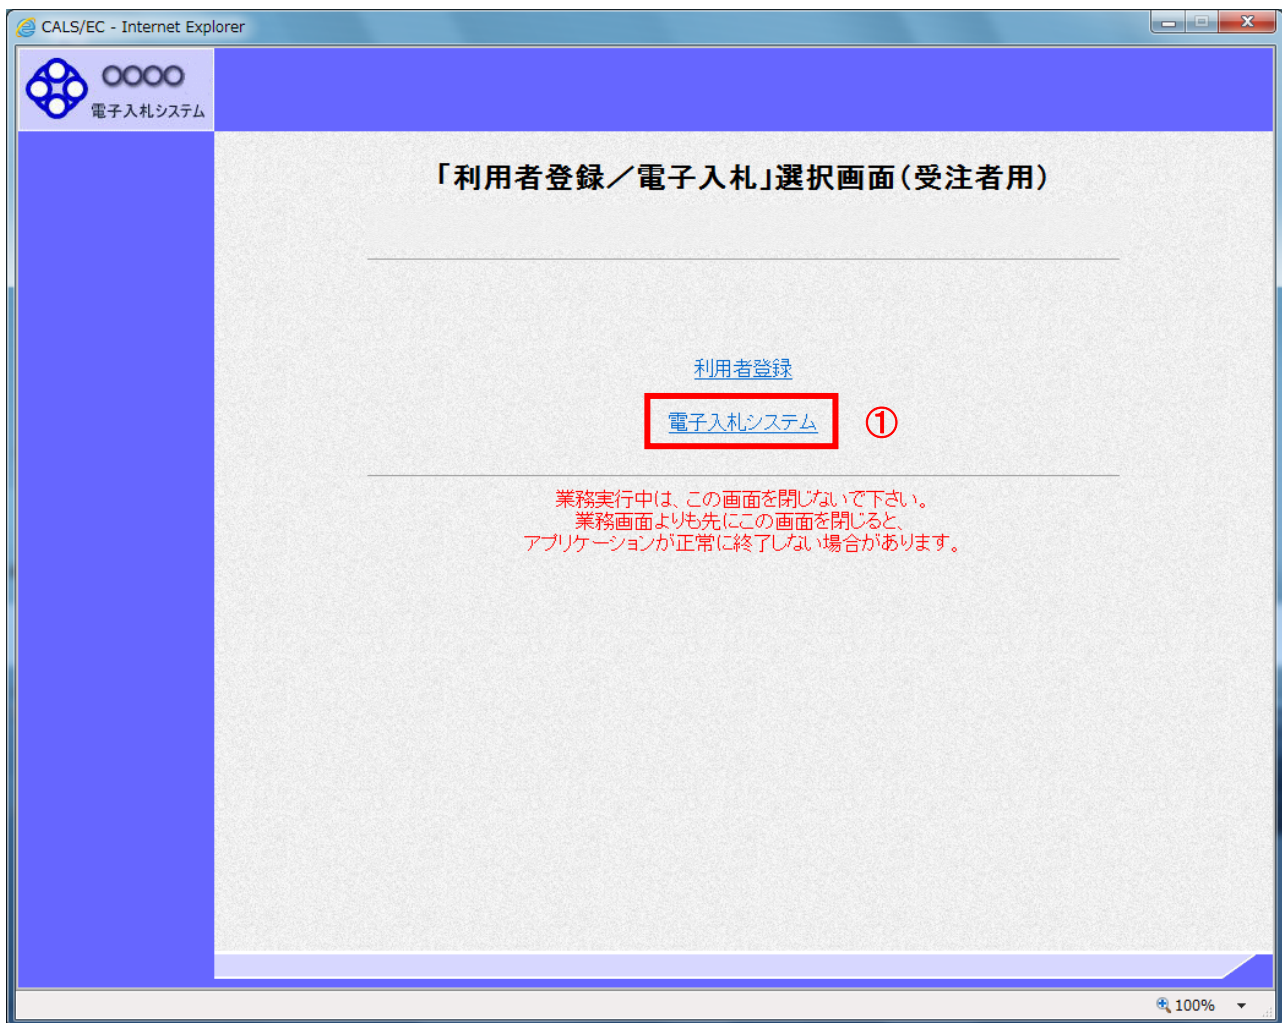 CALS/EC - Internet Explorer
○○○○
電子入札システム
「利用者登録／電子入札」選択画面（受注者用）
利用者登録
電子入札システム ①
業務実行中は、この画面を閉じないで下さい。
業務画面よりも先にこの画面を閉じると、
アプリケーションが正常に終了しない場合があります。
100%